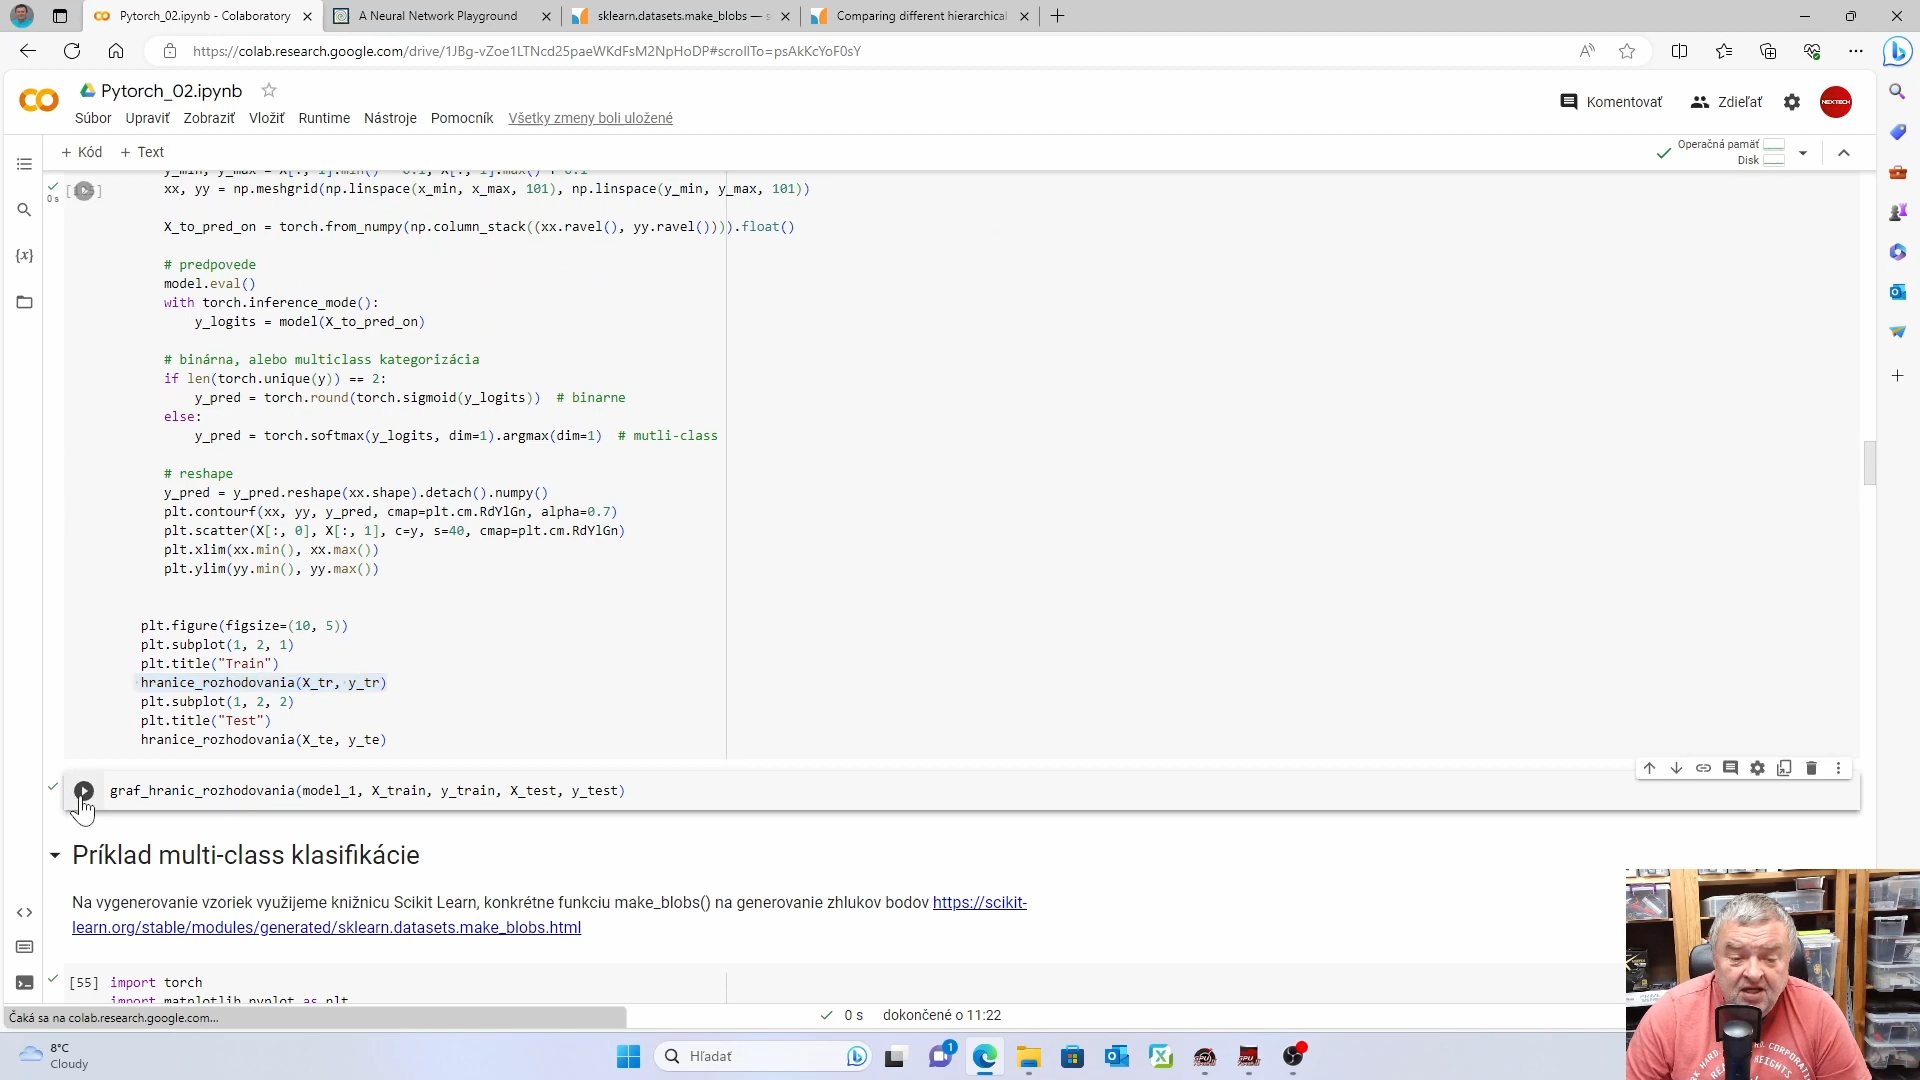 Pytorch_02.ipynb - Colaboratory
A Neural Network Playground
sklearn.datasets.make_blobs —
Comparing different hierarchical
https://colab.research.google.com/drive/1JBg-vZoe1LTNcd25paeWKdFsM2NpHoDP#scrollTo=psAkKcYoF0sY
Pytorch_02.ipynb
Komentovať
Zdieľať
NEXTECH
Súbor Upraviť Zobraziť Vložiť Runtime Nástroje Pomocník Všetky zmeny boli uložené
+ Kód + Text
Operačná pamäť
Disk
0 s
xx, yy = np.meshgrid(np.linspace(x_min, x_max, 101), np.linspace(y_min, y_max, 101))
X_to_pred_on = torch.from_numpy(np.column_stack((xx.ravel(), yy.ravel()))).float()
# predpovede
model.eval()
with torch.inference_mode():
y_logits = model(X_to_pred_on)
# binárna, alebo multiclass kategorizácia
if len(torch.unique(y)) == 2:
y_pred = torch.round(torch.sigmoid(y_logits)) # binarne
else:
y_pred = torch.softmax(y_logits, dim=1).argmax(dim=1) # mutli-class
# reshape
y_pred = y_pred.reshape(xx.shape).detach().numpy()
plt.contourf(xx, yy, y_pred, cmap=plt.cm.RdYlGn, alpha=0.7)
plt.scatter(X[:, 0], X[:, 1], c=y, s=40, cmap=plt.cm.RdYlGn)
plt.xlim(xx.min(), xx.max())
plt.ylim(yy.min(), yy.max())
plt.figure(figsize=(10, 5))
plt.subplot(1, 2, 1)
plt.title("Train")
hranice_rozhodovania(X_tr, y_tr)
plt.subplot(1, 2, 2)
plt.title("Test")
hranice_rozhodovania(X_te, y_te)
graf_hranic_rozhodovania(model_1, X_train, y_train, X_test, y_test)
Príklad multi-class klasifikácie
Na vygenerovanie vzoriek využijeme knižnicu Scikit Learn, konkrétne funkciu make_blobs() na generovanie zhlukov bodov https://scikit-
learn.org/stable/modules/generated/sklearn.datasets.make_blobs.html
[55] import torch
import matplotlib.pyplot as plt
Čaká sa na colab.research.google.com...
0 s dokončené o 11:22
8°C
Cloudy
Hľadať
1